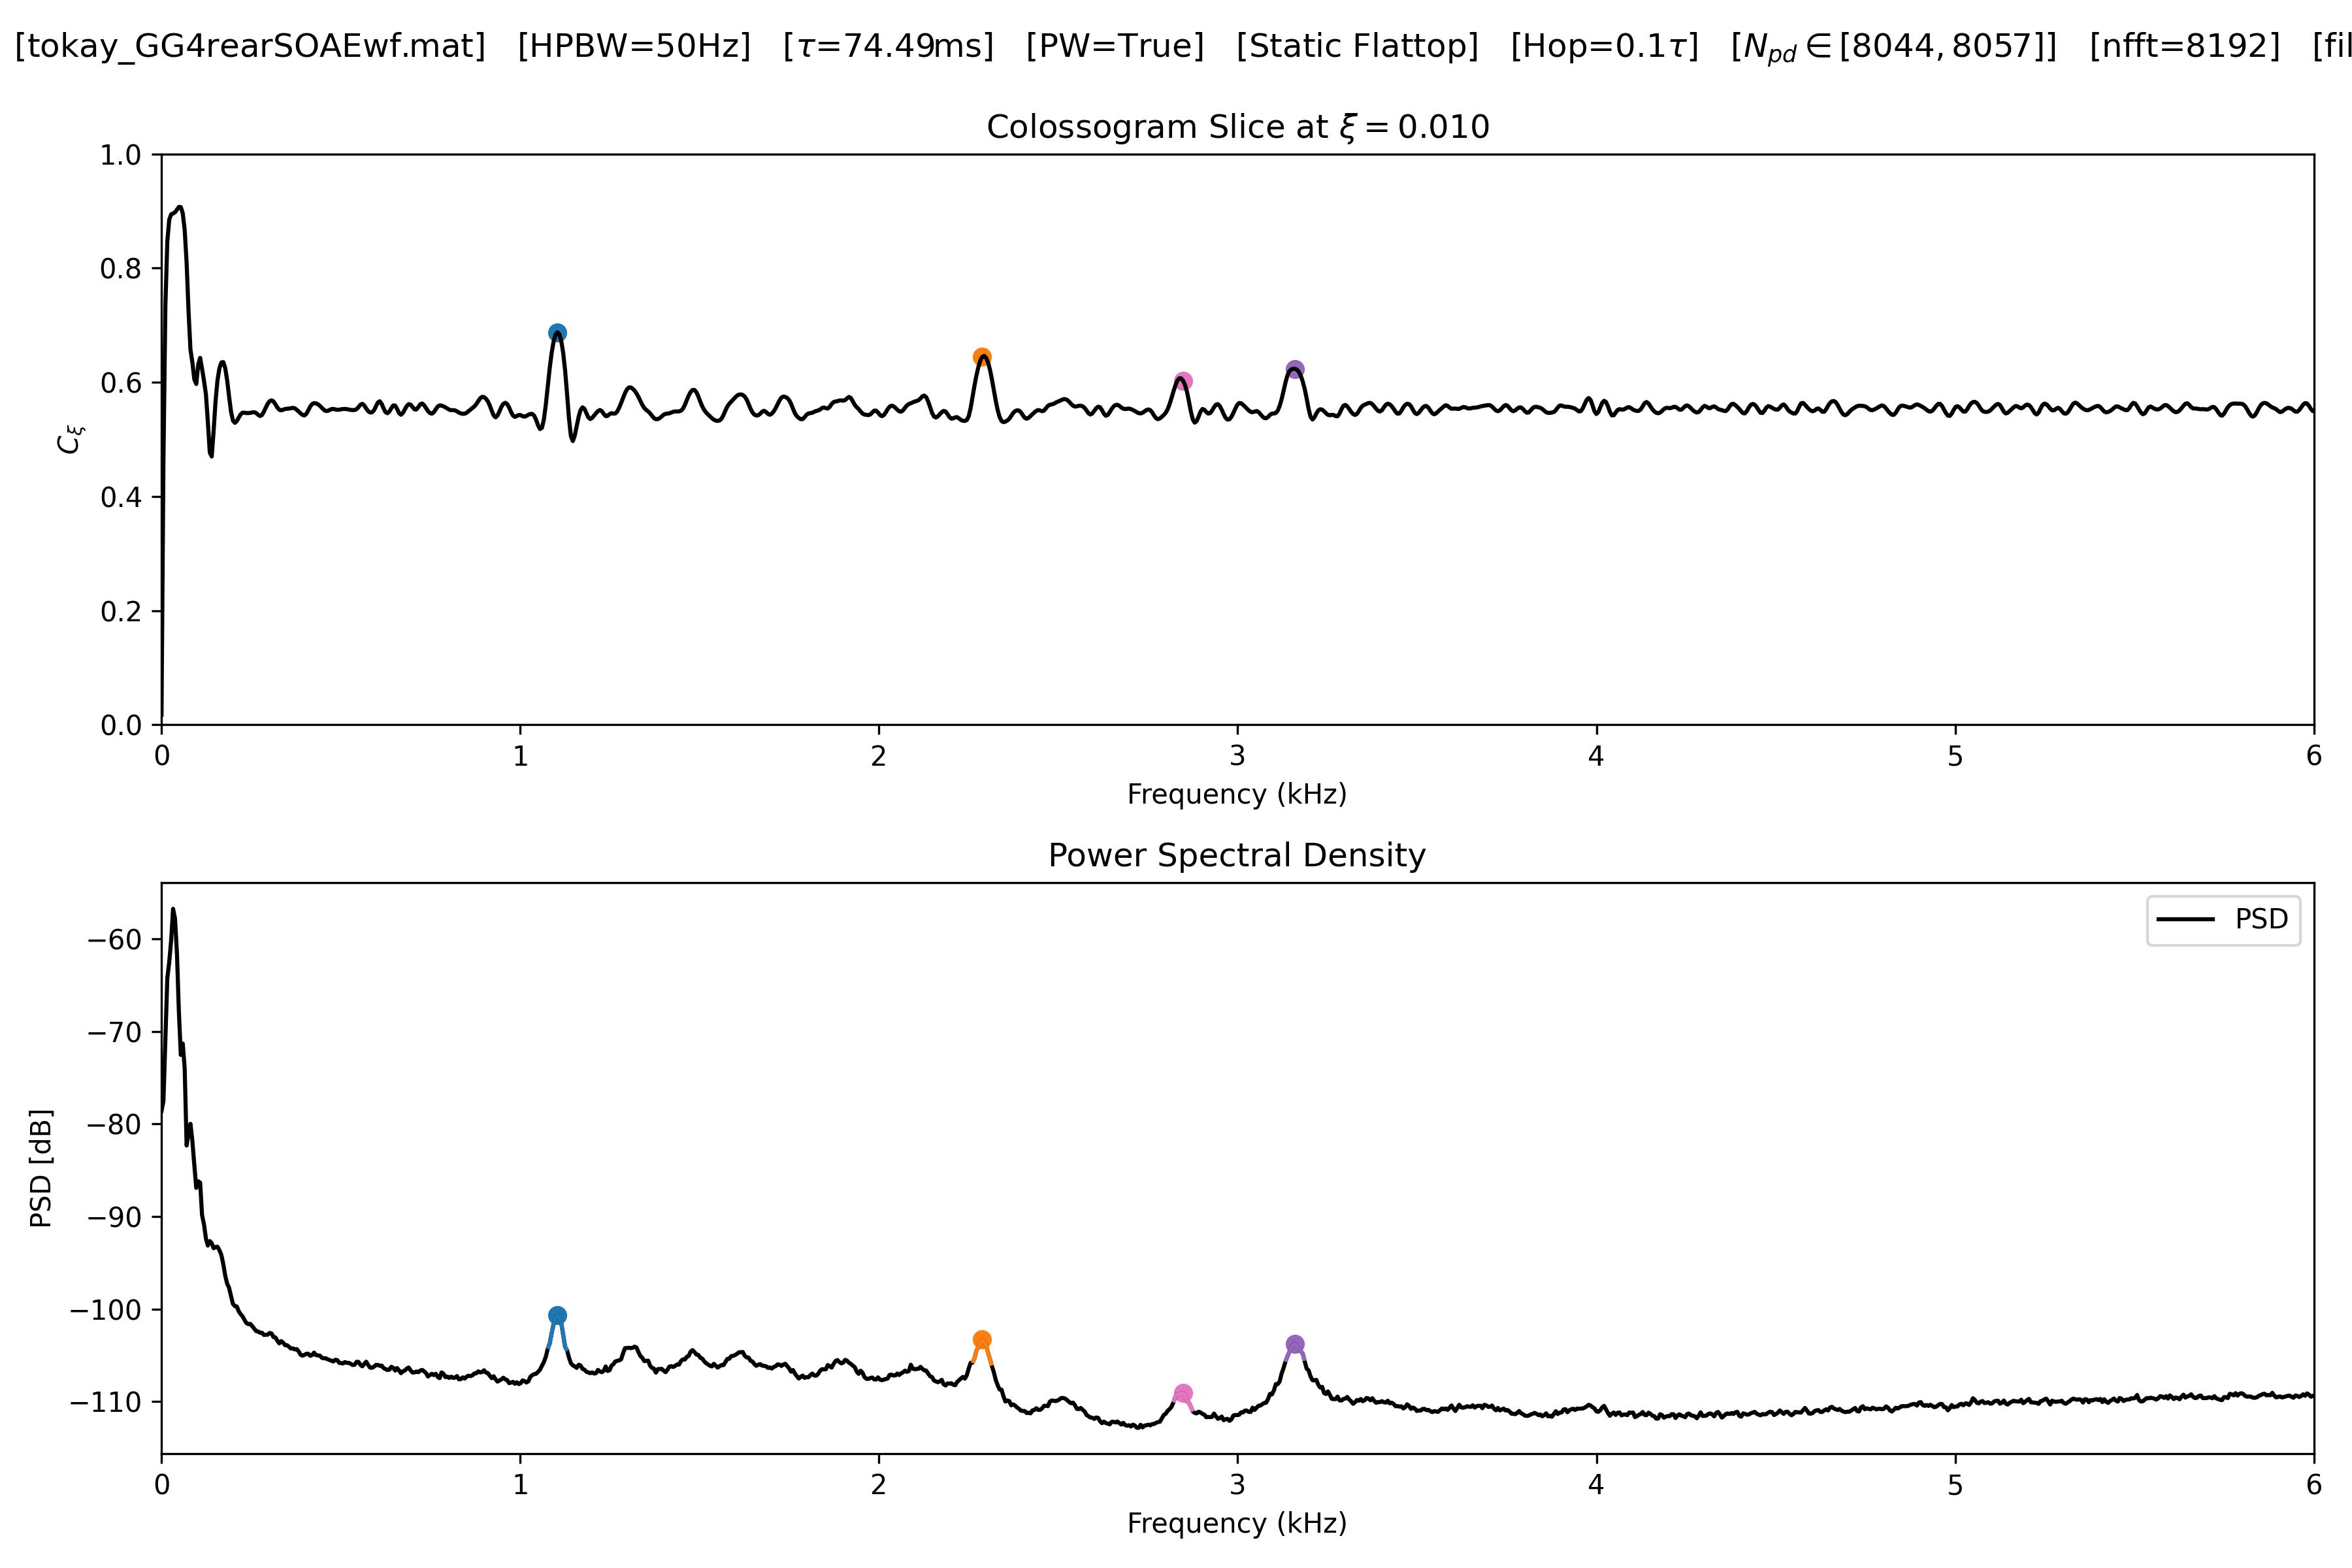 [tokay_GG4rearSOAEwf.mat] [HPBW=50Hz] [τ=74.49ms] [PW=True] [Static Flattop] [Hop=0.1τ] [N_pd ∈ [8044, 8057]] [nfft=8192] [fil
Colossogram Slice at ξ = 0.010
1.0
0.8
0.6
0.4
0.2
0.0
C_ξ
0 1 2 3 4 5 6
Frequency (kHz)
Power Spectral Density
PSD
−60
−70
−80
−90
−100
−110
PSD [dB]
0 1 2 3 4 5 6
Frequency (kHz)